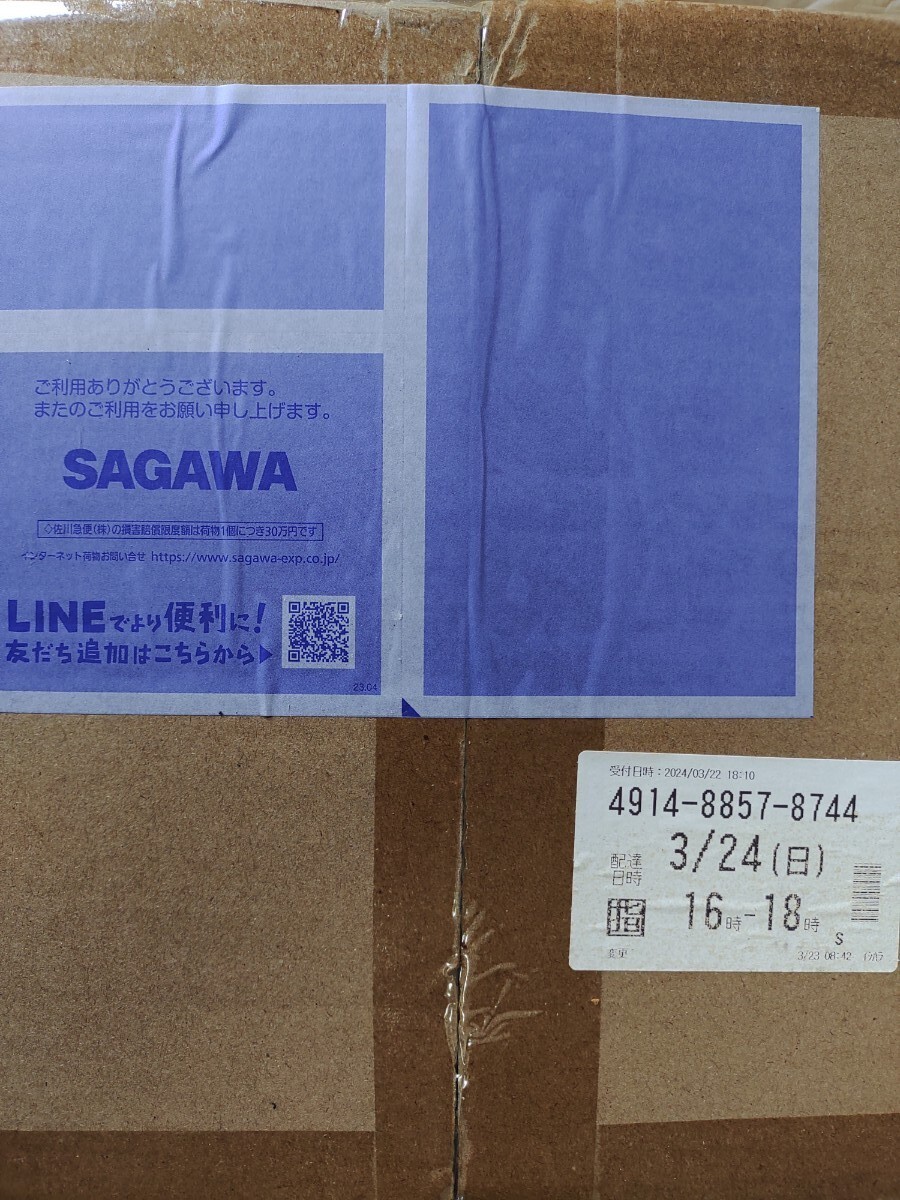 ご利用ありがとうございます。
またのご利用をお願い申し上げます。
SAGAWA
◇佐川急便(株)の損害賠償限度額は荷物1個につき30万円です
インターネット荷物お問い合せ https://www.sagawa-exp.co.jp/
LINEでより便利に!
友だち追加はこちらから▶
23.04
受付日時:2024/03/22 18:10
4914-8857-8744
配達日時 3/24(日)
指 16時-18時
S
変更 3/23 08:42